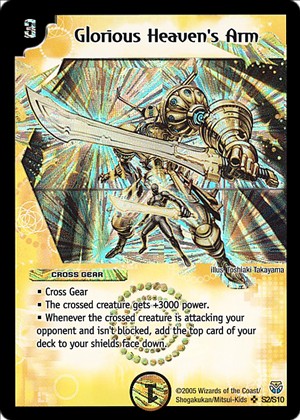 Glorious Heaven's Arm
illus. Yoshiaki Takayama
CROSS GEAR
▪ Cross Gear
▪ The crossed creature gets +3000 power.
▪ Whenever the crossed creature is attacking your
opponent and isn't blocked, add the top card of your
deck to your shields face down.
1
©2005 Wizards of the Coast/
Shogakukan/Mitsui-Kids S2/S10